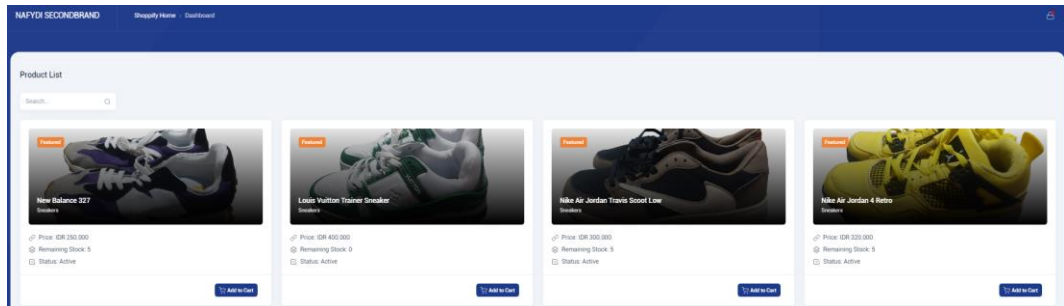 NAFYDI SECONDBRAND
Shoppify Home Dashboard
Product List
Search...
Featured
New Balance 327
Sneakers
Price: IDR 250.000
Remaining Stock: 5
Status: Active
Add to Cart
Featured
Louis Vuitton Trainer Sneaker
Sneakers
Price: IDR 400.000
Remaining Stock: 0
Status: Active
Add to Cart
Featured
Nike Air Jordan Travis Scoot Low
Sneakers
Price: IDR 300.000
Remaining Stock: 5
Status: Active
Add to Cart
Featured
Nike Air Jordan 4 Retro
Sneakers
Price: IDR 320.000
Remaining Stock: 5
Status: Active
Add to Cart